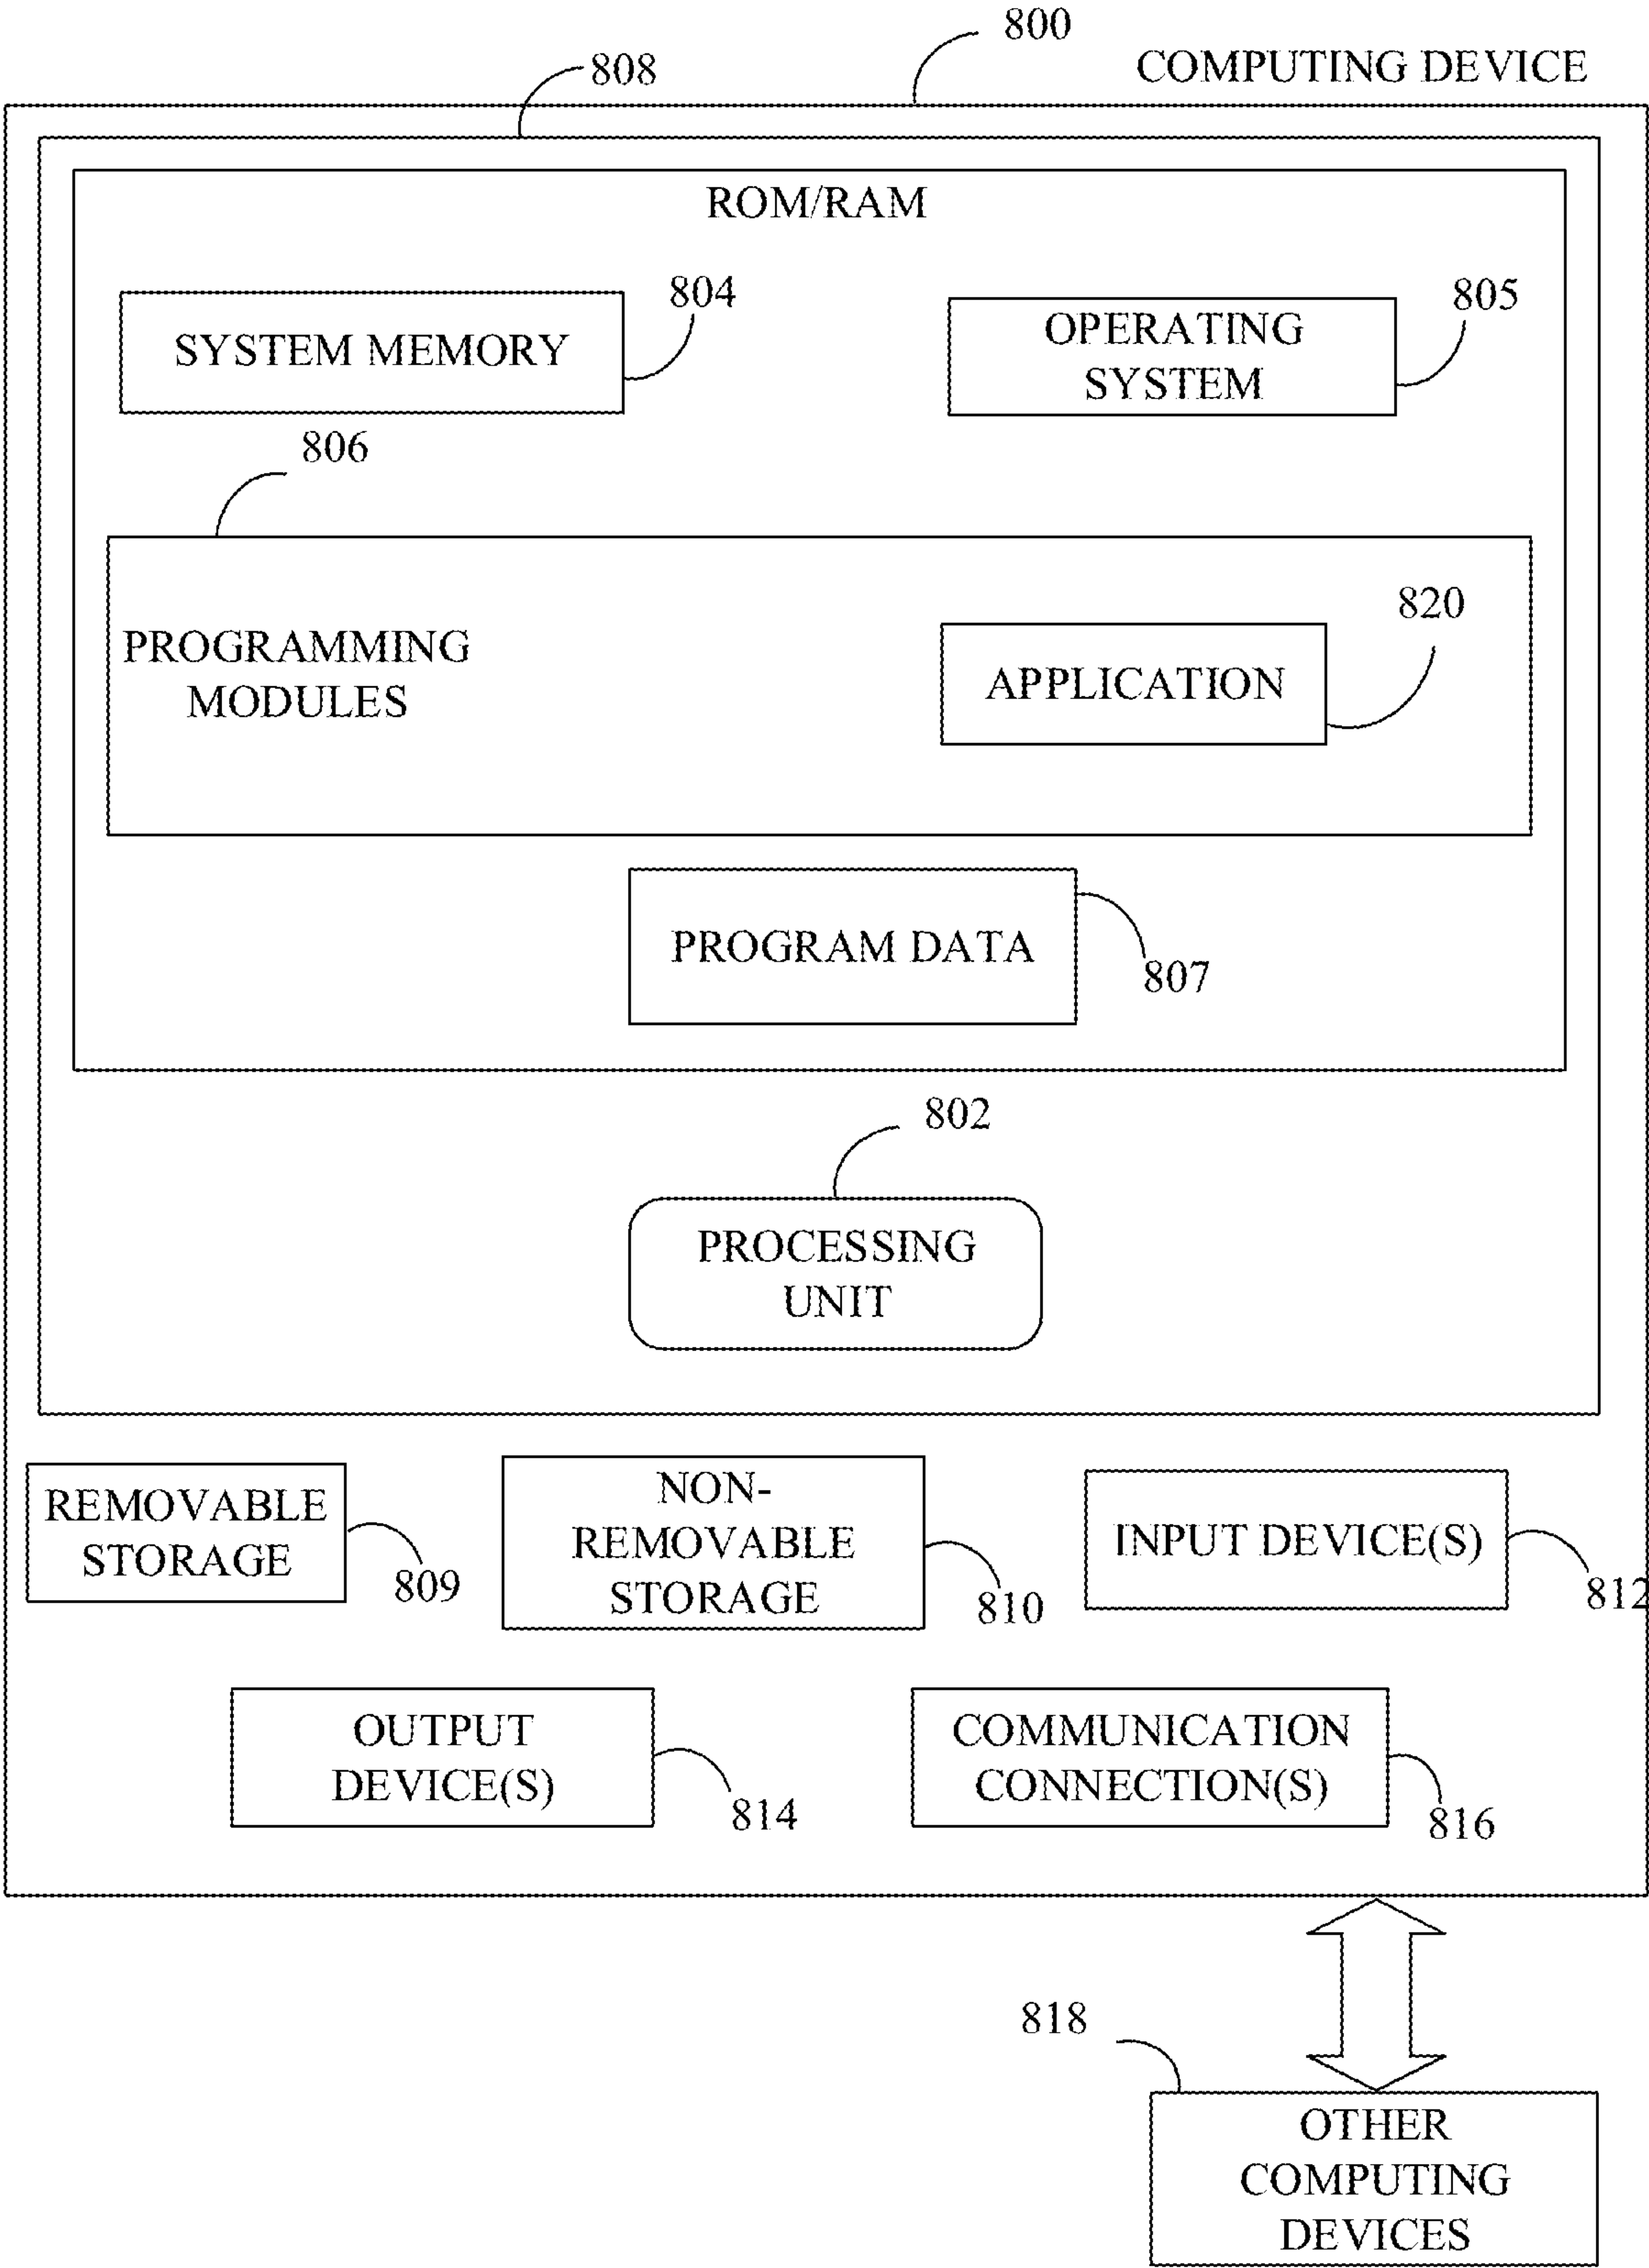 800
COMPUTING DEVICE
808
ROM/RAM
804
SYSTEM MEMORY
805
OPERATING
SYSTEM
806
PROGRAMMING
MODULES
820
APPLICATION
PROGRAM DATA
807
802
PROCESSING
UNIT
REMOVABLE
STORAGE
809
NON-
REMOVABLE
STORAGE
810
INPUT DEVICE(S)
812
OUTPUT
DEVICE(S)
814
COMMUNICATION
CONNECTION(S)
816
818
OTHER
COMPUTING
DEVICES